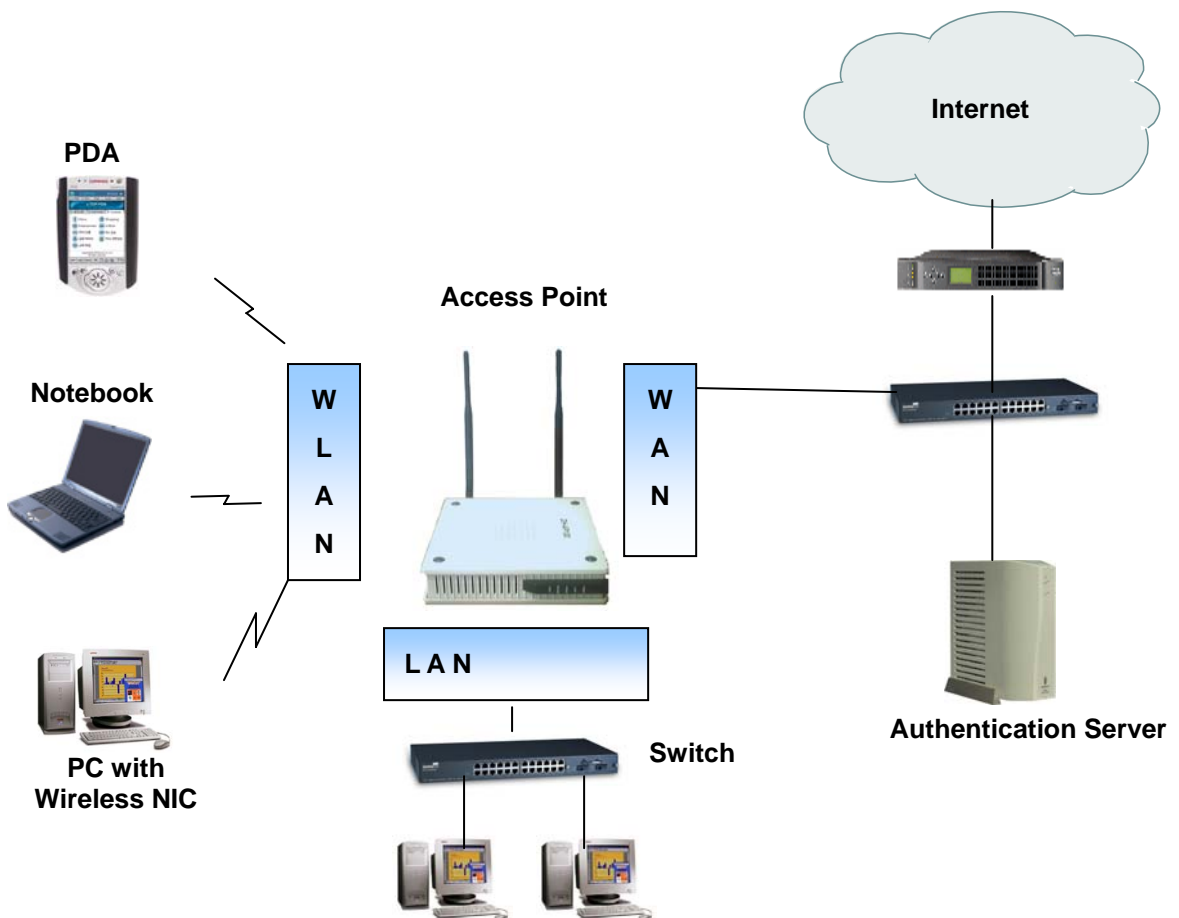 Internet
PDA
Access Point
Notebook
W
L
A
N
W
A
N
L A N
Switch
Authentication Server
PC with
Wireless NIC